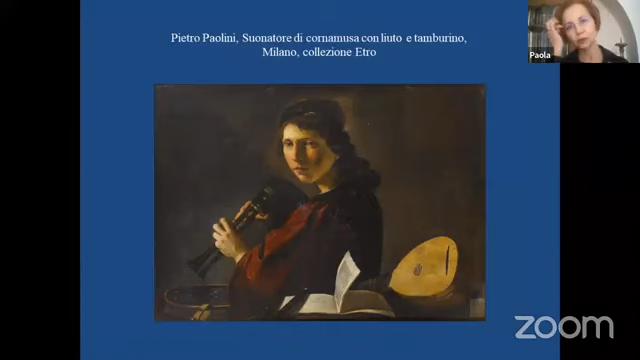 Pietro Paolini, Suonatore di cornamusa con liuto e tamburino,
Milano, collezione Etro
Paola
zoom